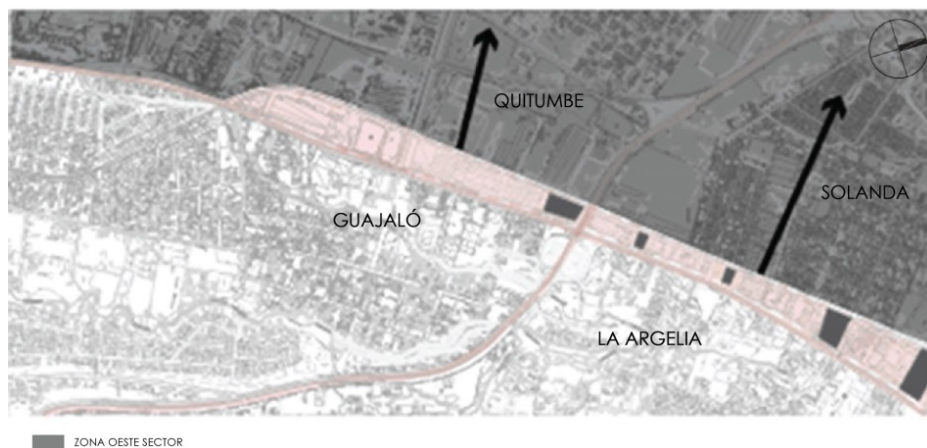 QUITUMBE
SOLANDA
GUAJALÓ
LA ARGELIA
ZONA OESTE SECTOR